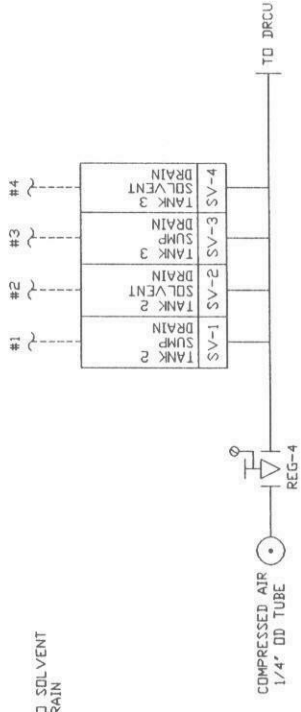 #1
#2
#3
#4
TANK 2
SUMP
DRAIN
TANK 2
SOLVENT
DRAIN
TANK 3
SUMP
DRAIN
TANK 3
SOLVENT
DRAIN
SV-1
SV-2
SV-3
SV-4
SOLVENT
COMPRESSED AIR
1/4" OD TUBE
REG-4
TO DRCU